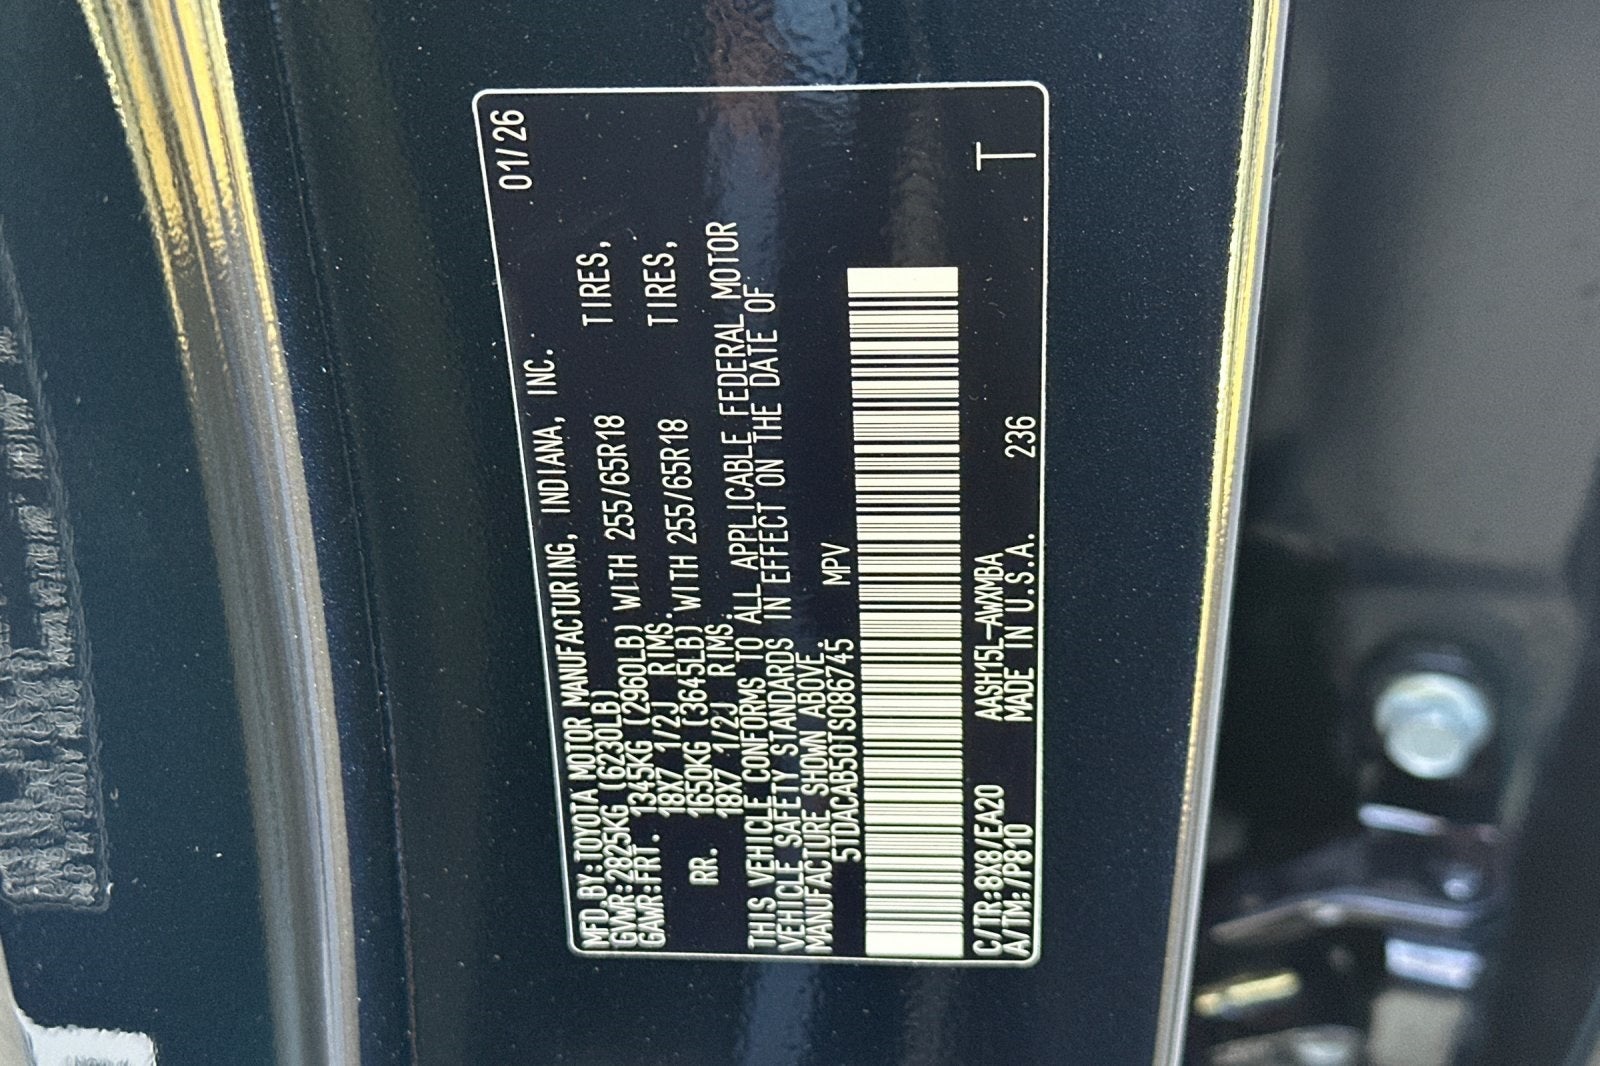 MFD.BY:TOYOTA MOTOR MANUFACTURING, INDIANA, INC. 01/26
GVWR:2825KG (6230LB)
GAWR:FRT. 1345KG (2960LB) WITH 255/65R18 TIRES,
18X7 1/2J RIMS.
RR. 1650KG (3645LB) WITH 255/65R18 TIRES,
18X7 1/2J RIMS.
THIS VEHICLE CONFORMS TO ALL APPLICABLE FEDERAL MOTOR
VEHICLE SAFETY STANDARDS IN EFFECT ON THE DATE OF
MANUFACTURE SHOWN ABOVE.
5TDACAB50TS086745 MPV
C/TR:8X8/EA20 AASH15L-AWXMBA T
A/TM:/P810 MADE IN U.S.A. 236